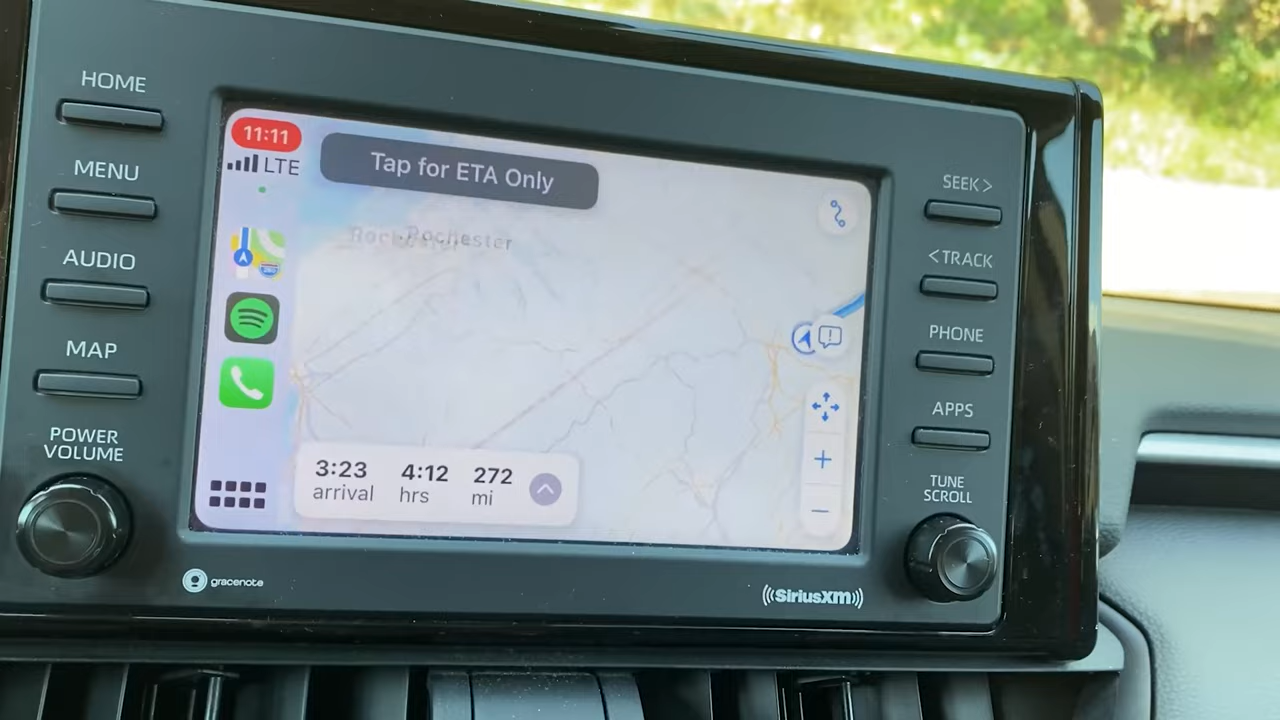 HOME
MENU
AUDIO
MAP
POWER
VOLUME
11:11
LTE
Tap for ETA Only
Rochester
Rochester
3:23 4:12 272
arrival hrs mi
SEEK>
<TRACK
PHONE
APPS
TUNE
SCROLL
gracenote
((SiriusXM))